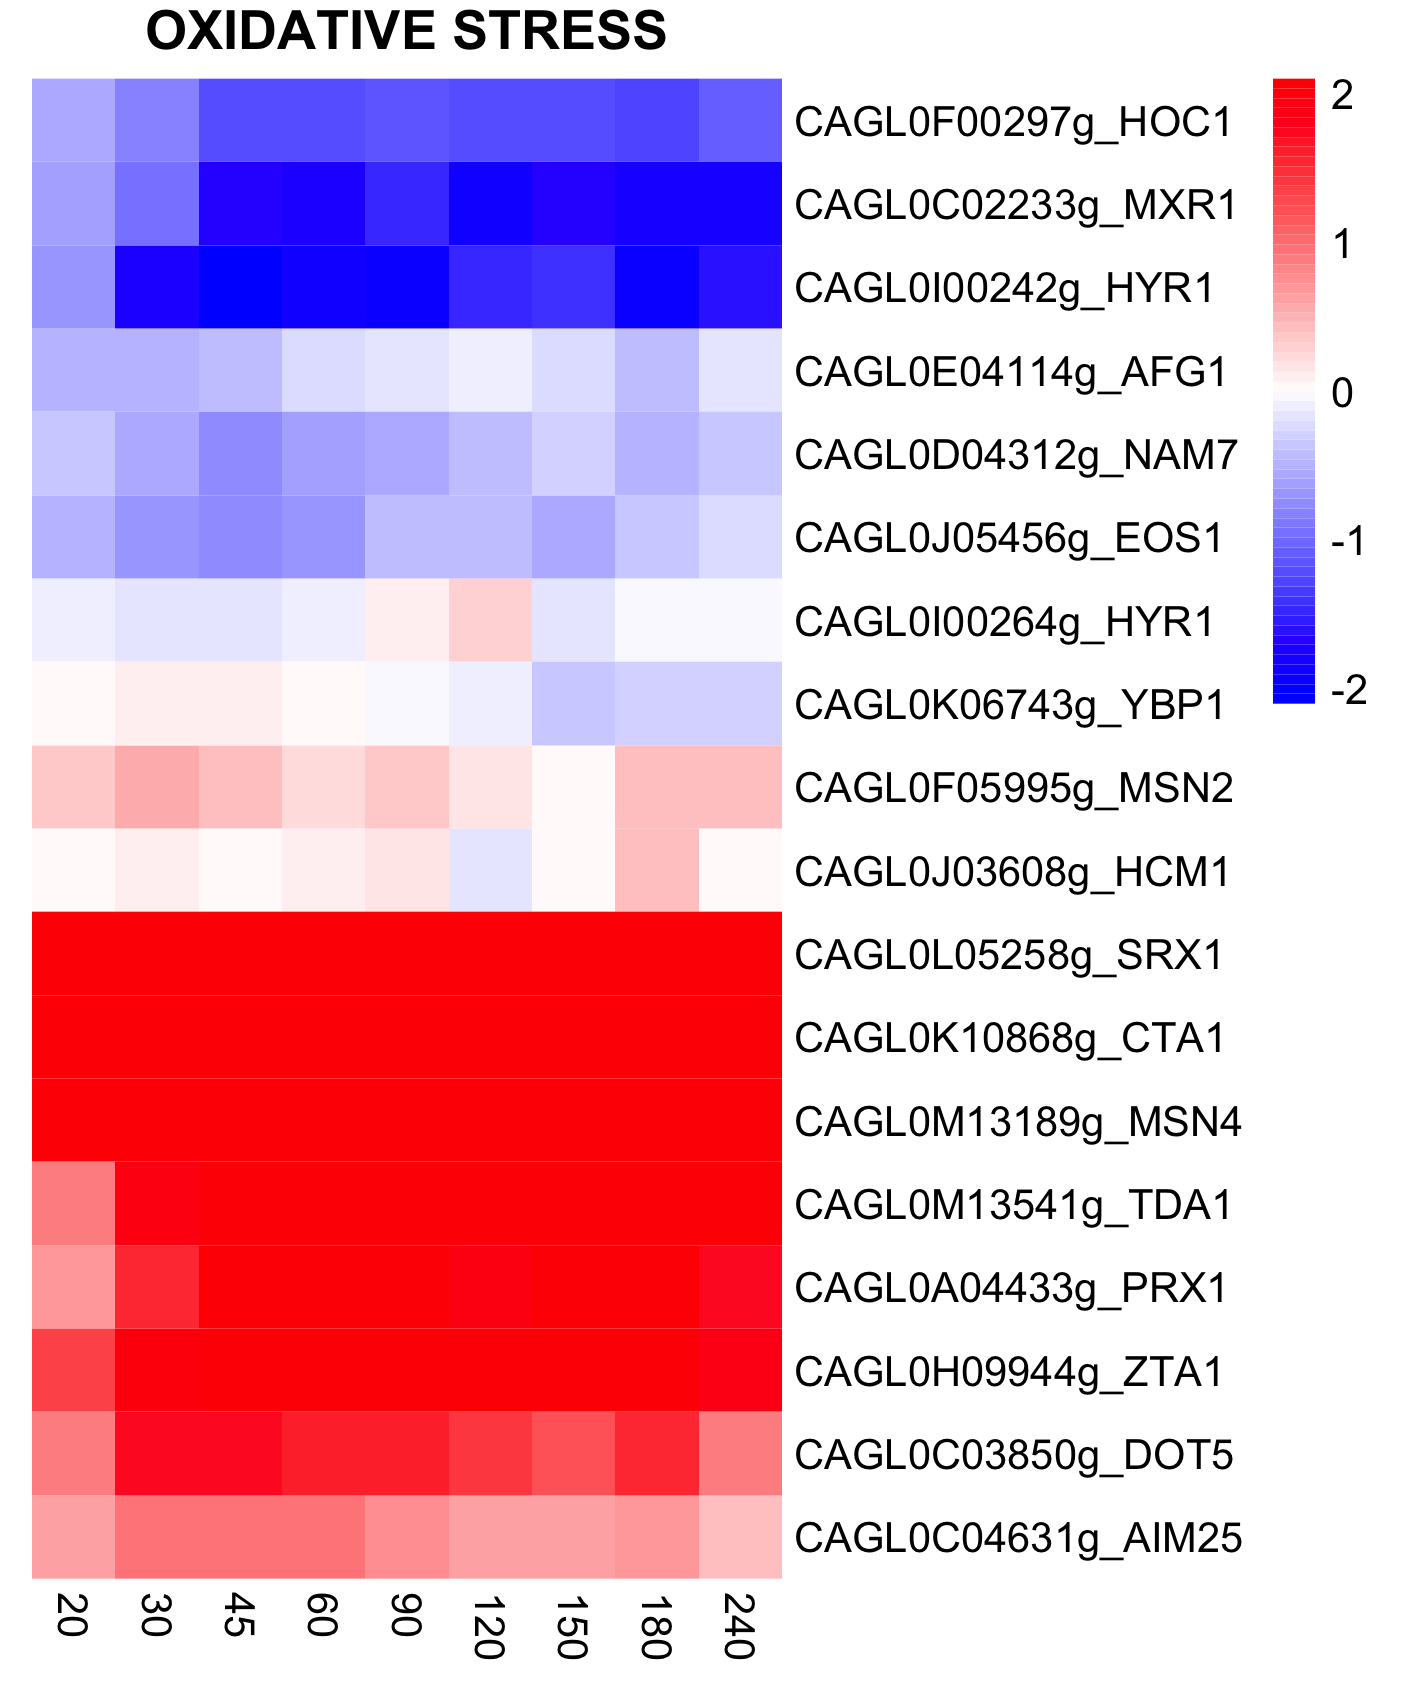 OXIDATIVE STRESS
CAGL0F00297g_HOC1
CAGL0C02233g_MXR1
CAGL0I00242g_HYR1
CAGL0E04114g_AFG1
CAGL0D04312g_NAM7
CAGL0J05456g_EOS1
CAGL0I00264g_HYR1
CAGL0K06743g_YBP1
CAGL0F05995g_MSN2
CAGL0J03608g_HCM1
CAGL0L05258g_SRX1
CAGL0K10868g_CTA1
CAGL0M13189g_MSN4
CAGL0M13541g_TDA1
CAGL0A04433g_PRX1
CAGL0H09944g_ZTA1
CAGL0C03850g_DOT5
CAGL0C04631g_AIM25
2
1
0
-1
-2
20 30 45 60 90 120 150 180 240